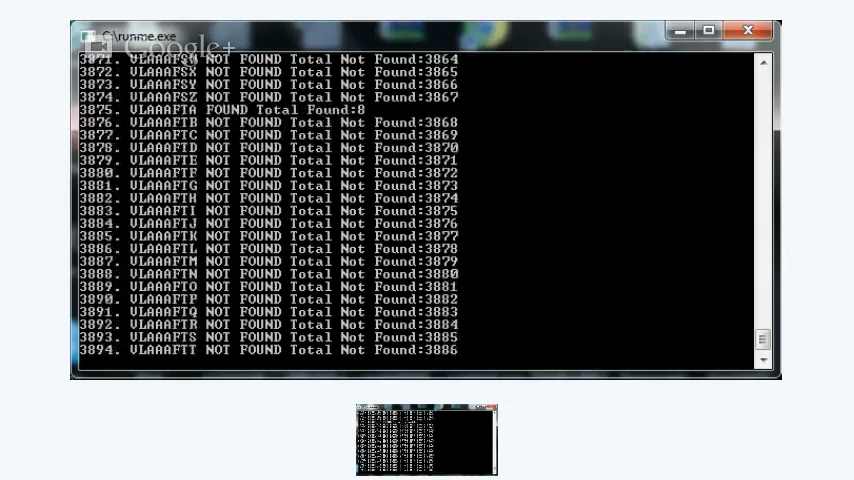 C:\runme.exe
Google+
3871. VLAAAFSW NOT FOUND Total Not Found:3864
3872. VLAAAFSX NOT FOUND Total Not Found:3865
3873. VLAAAFSY NOT FOUND Total Not Found:3866
3874. VLAAAFSZ NOT FOUND Total Not Found:3867
3875. VLAAAFTA FOUND Total Found:8
3876. VLAAAFTB NOT FOUND Total Not Found:3868
3877. VLAAAFTC NOT FOUND Total Not Found:3869
3878. VLAAAFTD NOT FOUND Total Not Found:3870
3879. VLAAAFTE NOT FOUND Total Not Found:3871
3880. VLAAAFTF NOT FOUND Total Not Found:3872
3881. VLAAAFTG NOT FOUND Total Not Found:3873
3882. VLAAAFTH NOT FOUND Total Not Found:3874
3883. VLAAAFTI NOT FOUND Total Not Found:3875
3884. VLAAAFTJ NOT FOUND Total Not Found:3876
3885. VLAAAFTK NOT FOUND Total Not Found:3877
3886. VLAAAFTL NOT FOUND Total Not Found:3878
3887. VLAAAFTM NOT FOUND Total Not Found:3879
3888. VLAAAFTN NOT FOUND Total Not Found:3880
3889. VLAAAFTO NOT FOUND Total Not Found:3881
3890. VLAAAFTP NOT FOUND Total Not Found:3882
3891. VLAAAFTQ NOT FOUND Total Not Found:3883
3892. VLAAAFTR NOT FOUND Total Not Found:3884
3893. VLAAAFTS NOT FOUND Total Not Found:3885
3894. VLAAAFTT NOT FOUND Total Not Found:3886